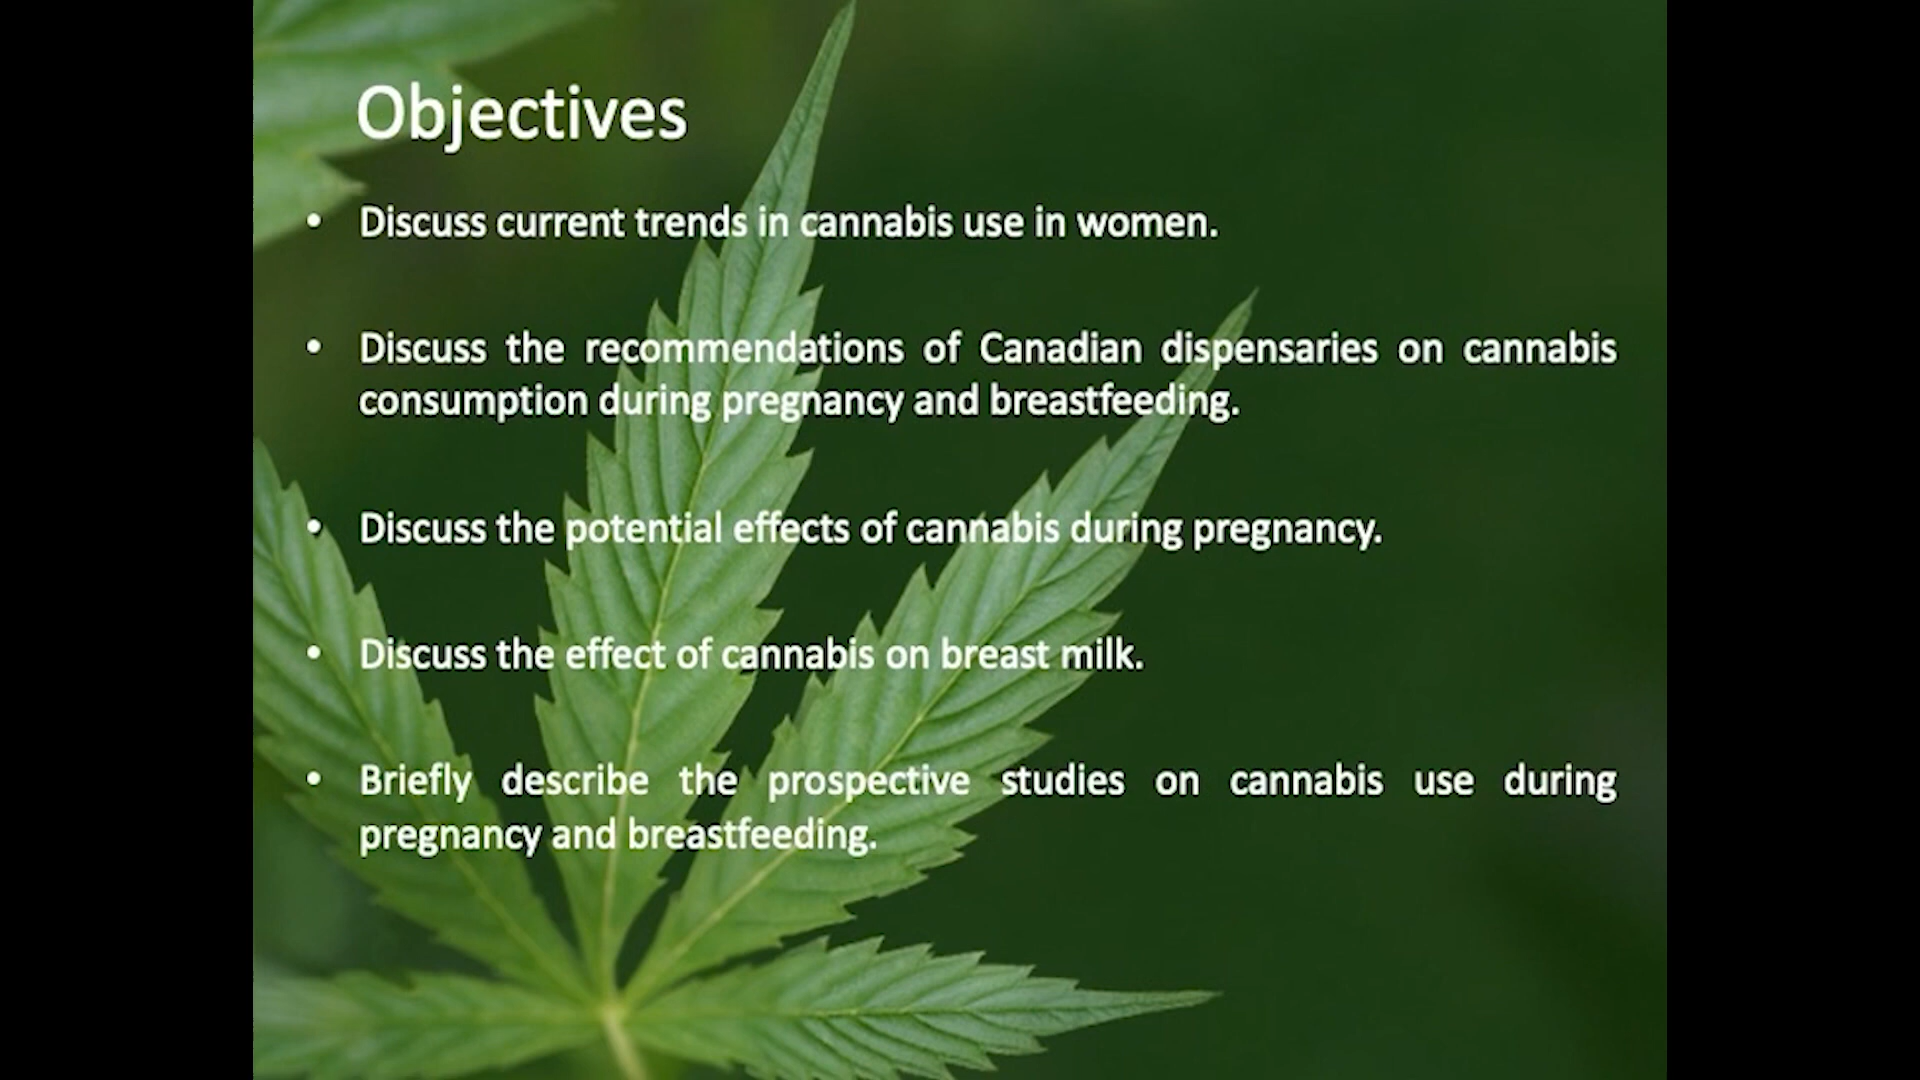 Objectives
• Discuss current trends in cannabis use in women.
• Discuss the recommendations of Canadian dispensaries on cannabis
consumption during pregnancy and breastfeeding.
• Discuss the potential effects of cannabis during pregnancy.
• Discuss the effect of cannabis on breast milk.
• Briefly describe the prospective studies on cannabis use during
pregnancy and breastfeeding.